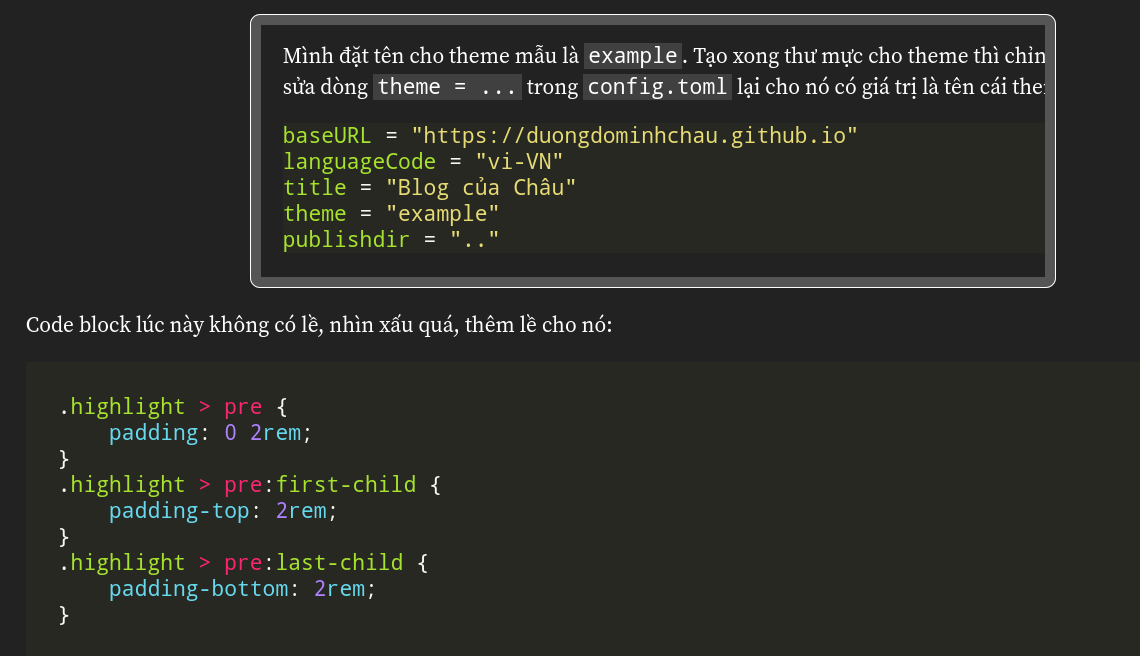 Mình đặt tên cho theme mẫu là example. Tạo xong thư mực cho theme thì
sửa dòng theme = ... trong config.toml lại cho nó có giá trị là tên cái
baseURL = "https://duongdominhchau.github.io"
languageCode = "vi-VN"
title = "Blog của Châu"
theme = "example"
publishdir = ".."
Code block lúc này không có lề, nhìn xấu quá, thêm lề cho nó:
.highlight > pre {
    padding: 0 2rem;
}
.highlight > pre:first-child {
    padding-top: 2rem;
}
.highlight > pre:last-child {
    padding-bottom: 2rem;
}